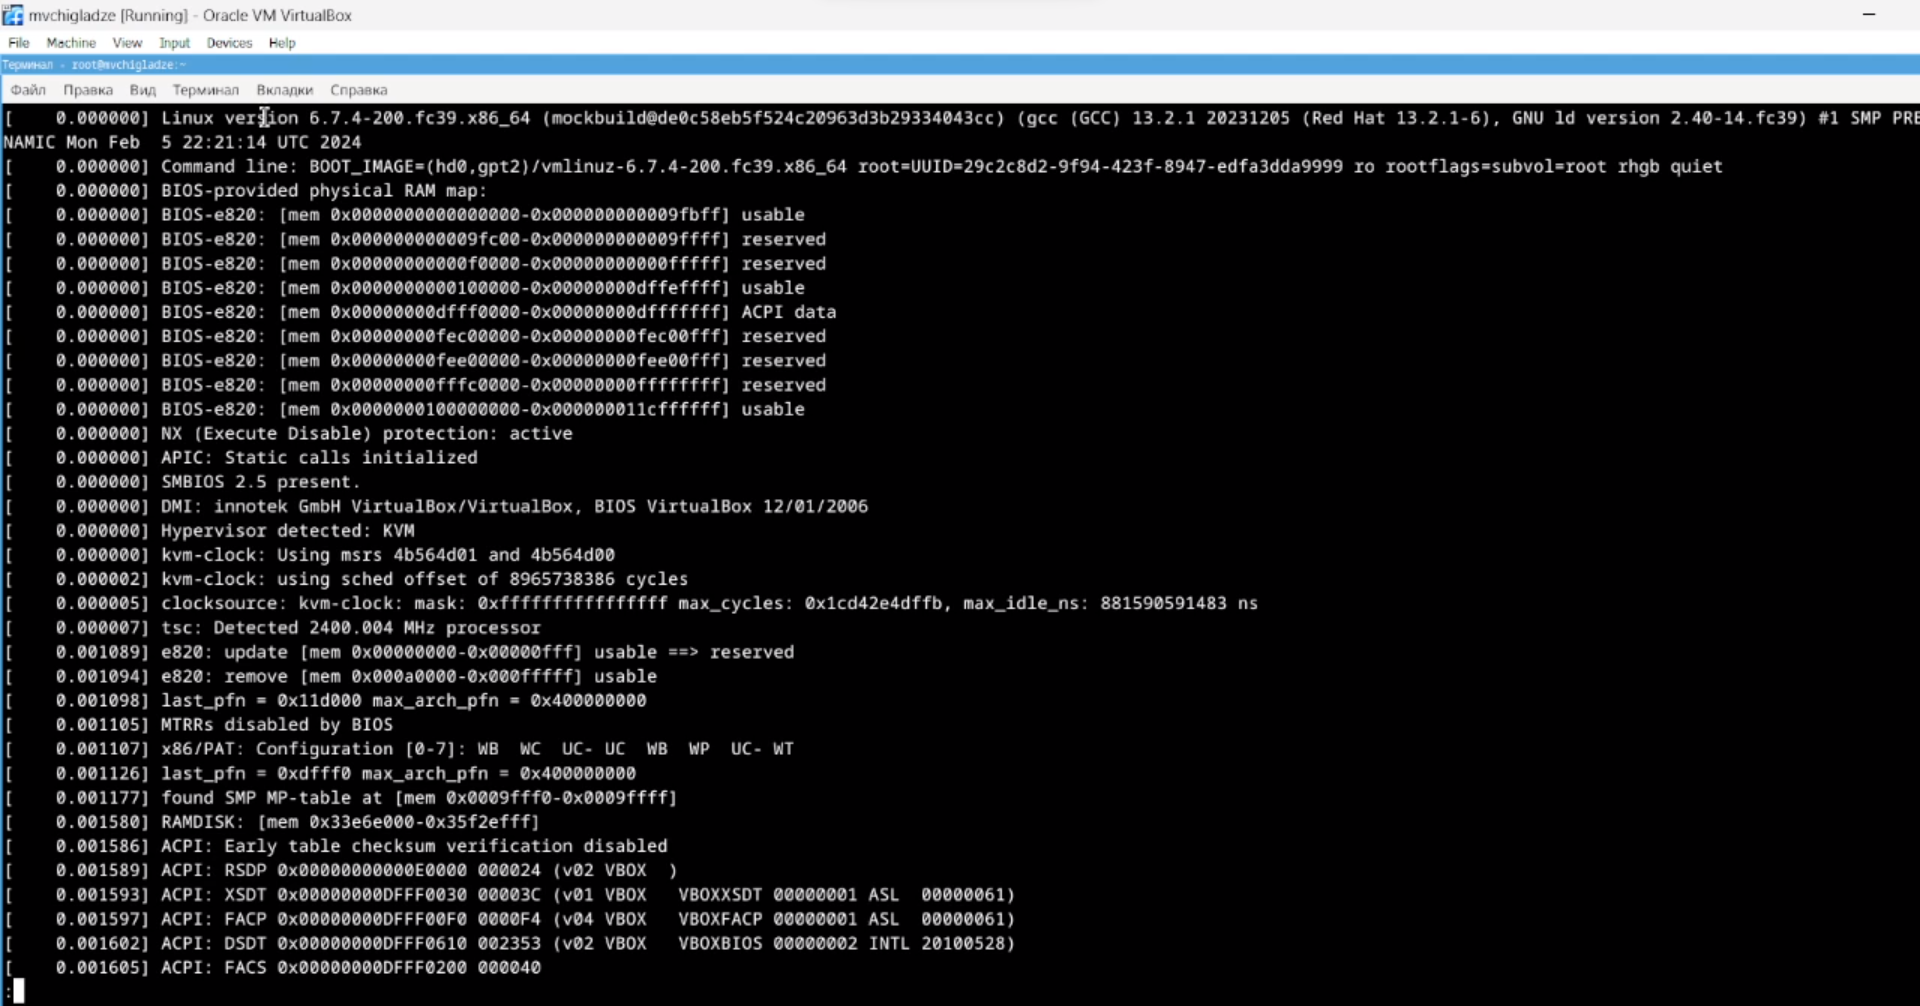 mvchigladze [Running] - Oracle VM VirtualBox
File Machine View Input Devices Help
Терминал - root@mvchigladze:~
Файл Правка Вид Терминал Вкладки Справка
[    0.000000] Linux version 6.7.4-200.fc39.x86_64 (mockbuild@de0c58eb5f524c20963d3b29334043cc) (gcc (GCC) 13.2.1 20231205 (Red Hat 13.2.1-6), GNU ld version 2.40-14.fc39) #1 SMP PRE
NAMIC Mon Feb  5 22:21:14 UTC 2024
[    0.000000] Command line: BOOT_IMAGE=(hd0,gpt2)/vmlinuz-6.7.4-200.fc39.x86_64 root=UUID=29c2c8d2-9f94-423f-8947-edfa3dda9999 ro rootflags=subvol=root rhgb quiet
[    0.000000] BIOS-provided physical RAM map:
[    0.000000] BIOS-e820: [mem 0x0000000000000000-0x000000000009fbff] usable
[    0.000000] BIOS-e820: [mem 0x000000000009fc00-0x000000000009ffff] reserved
[    0.000000] BIOS-e820: [mem 0x00000000000f0000-0x00000000000fffff] reserved
[    0.000000] BIOS-e820: [mem 0x0000000000100000-0x00000000dffeffff] usable
[    0.000000] BIOS-e820: [mem 0x00000000dfff0000-0x00000000dfffffff] ACPI data
[    0.000000] BIOS-e820: [mem 0x00000000fec00000-0x00000000fec00fff] reserved
[    0.000000] BIOS-e820: [mem 0x00000000fee00000-0x00000000fee00fff] reserved
[    0.000000] BIOS-e820: [mem 0x00000000fffc0000-0x00000000ffffffff] reserved
[    0.000000] BIOS-e820: [mem 0x0000000100000000-0x000000011cffffff] usable
[    0.000000] NX (Execute Disable) protection: active
[    0.000000] APIC: Static calls initialized
[    0.000000] SMBIOS 2.5 present.
[    0.000000] DMI: innotek GmbH VirtualBox/VirtualBox, BIOS VirtualBox 12/01/2006
[    0.000000] Hypervisor detected: KVM
[    0.000000] kvm-clock: Using msrs 4b564d01 and 4b564d00
[    0.000002] kvm-clock: using sched offset of 8965738386 cycles
[    0.000005] clocksource: kvm-clock: mask: 0xffffffffffffffff max_cycles: 0x1cd42e4dffb, max_idle_ns: 881590591483 ns
[    0.000007] tsc: Detected 2400.004 MHz processor
[    0.001089] e820: update [mem 0x00000000-0x00000fff] usable ==> reserved
[    0.001094] e820: remove [mem 0x000a0000-0x000fffff] usable
[    0.001098] last_pfn = 0x11d000 max_arch_pfn = 0x400000000
[    0.001105] MTRRs disabled by BIOS
[    0.001107] x86/PAT: Configuration [0-7]: WB  WC  UC- UC  WB  WP  UC- WT
[    0.001126] last_pfn = 0xdfff0 max_arch_pfn = 0x400000000
[    0.001177] found SMP MP-table at [mem 0x0009fff0-0x0009ffff]
[    0.001580] RAMDISK: [mem 0x33e6e000-0x35f2efff]
[    0.001586] ACPI: Early table checksum verification disabled
[    0.001589] ACPI: RSDP 0x00000000000E0000 000024 (v02 VBOX  )
[    0.001593] ACPI: XSDT 0x00000000DFFF0030 00003C (v01 VBOX   VBOXXSDT 00000001 ASL  00000061)
[    0.001597] ACPI: FACP 0x00000000DFFF00F0 0000F4 (v04 VBOX   VBOXFACP 00000001 ASL  00000061)
[    0.001602] ACPI: DSDT 0x00000000DFFF0610 002353 (v02 VBOX   VBOXBIOS 00000002 INTL 20100528)
[    0.001605] ACPI: FACS 0x00000000DFFF0200 000040
: